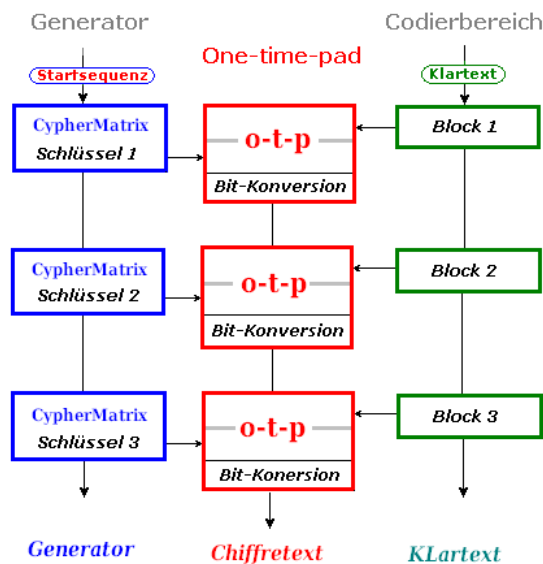 Generator
Codierbereich
One-time-pad
Startsequenz
Klartext
CypherMatrix
Schlüssel 1
o-t-p
Bit-Konversion
Block 1
CypherMatrix
Schlüssel 2
o-t-p
Bit-Konversion
Block 2
CypherMatrix
Schlüssel 3
o-t-p
Bit-Konersion
Block 3
Generator
Chiffretext
KLartext